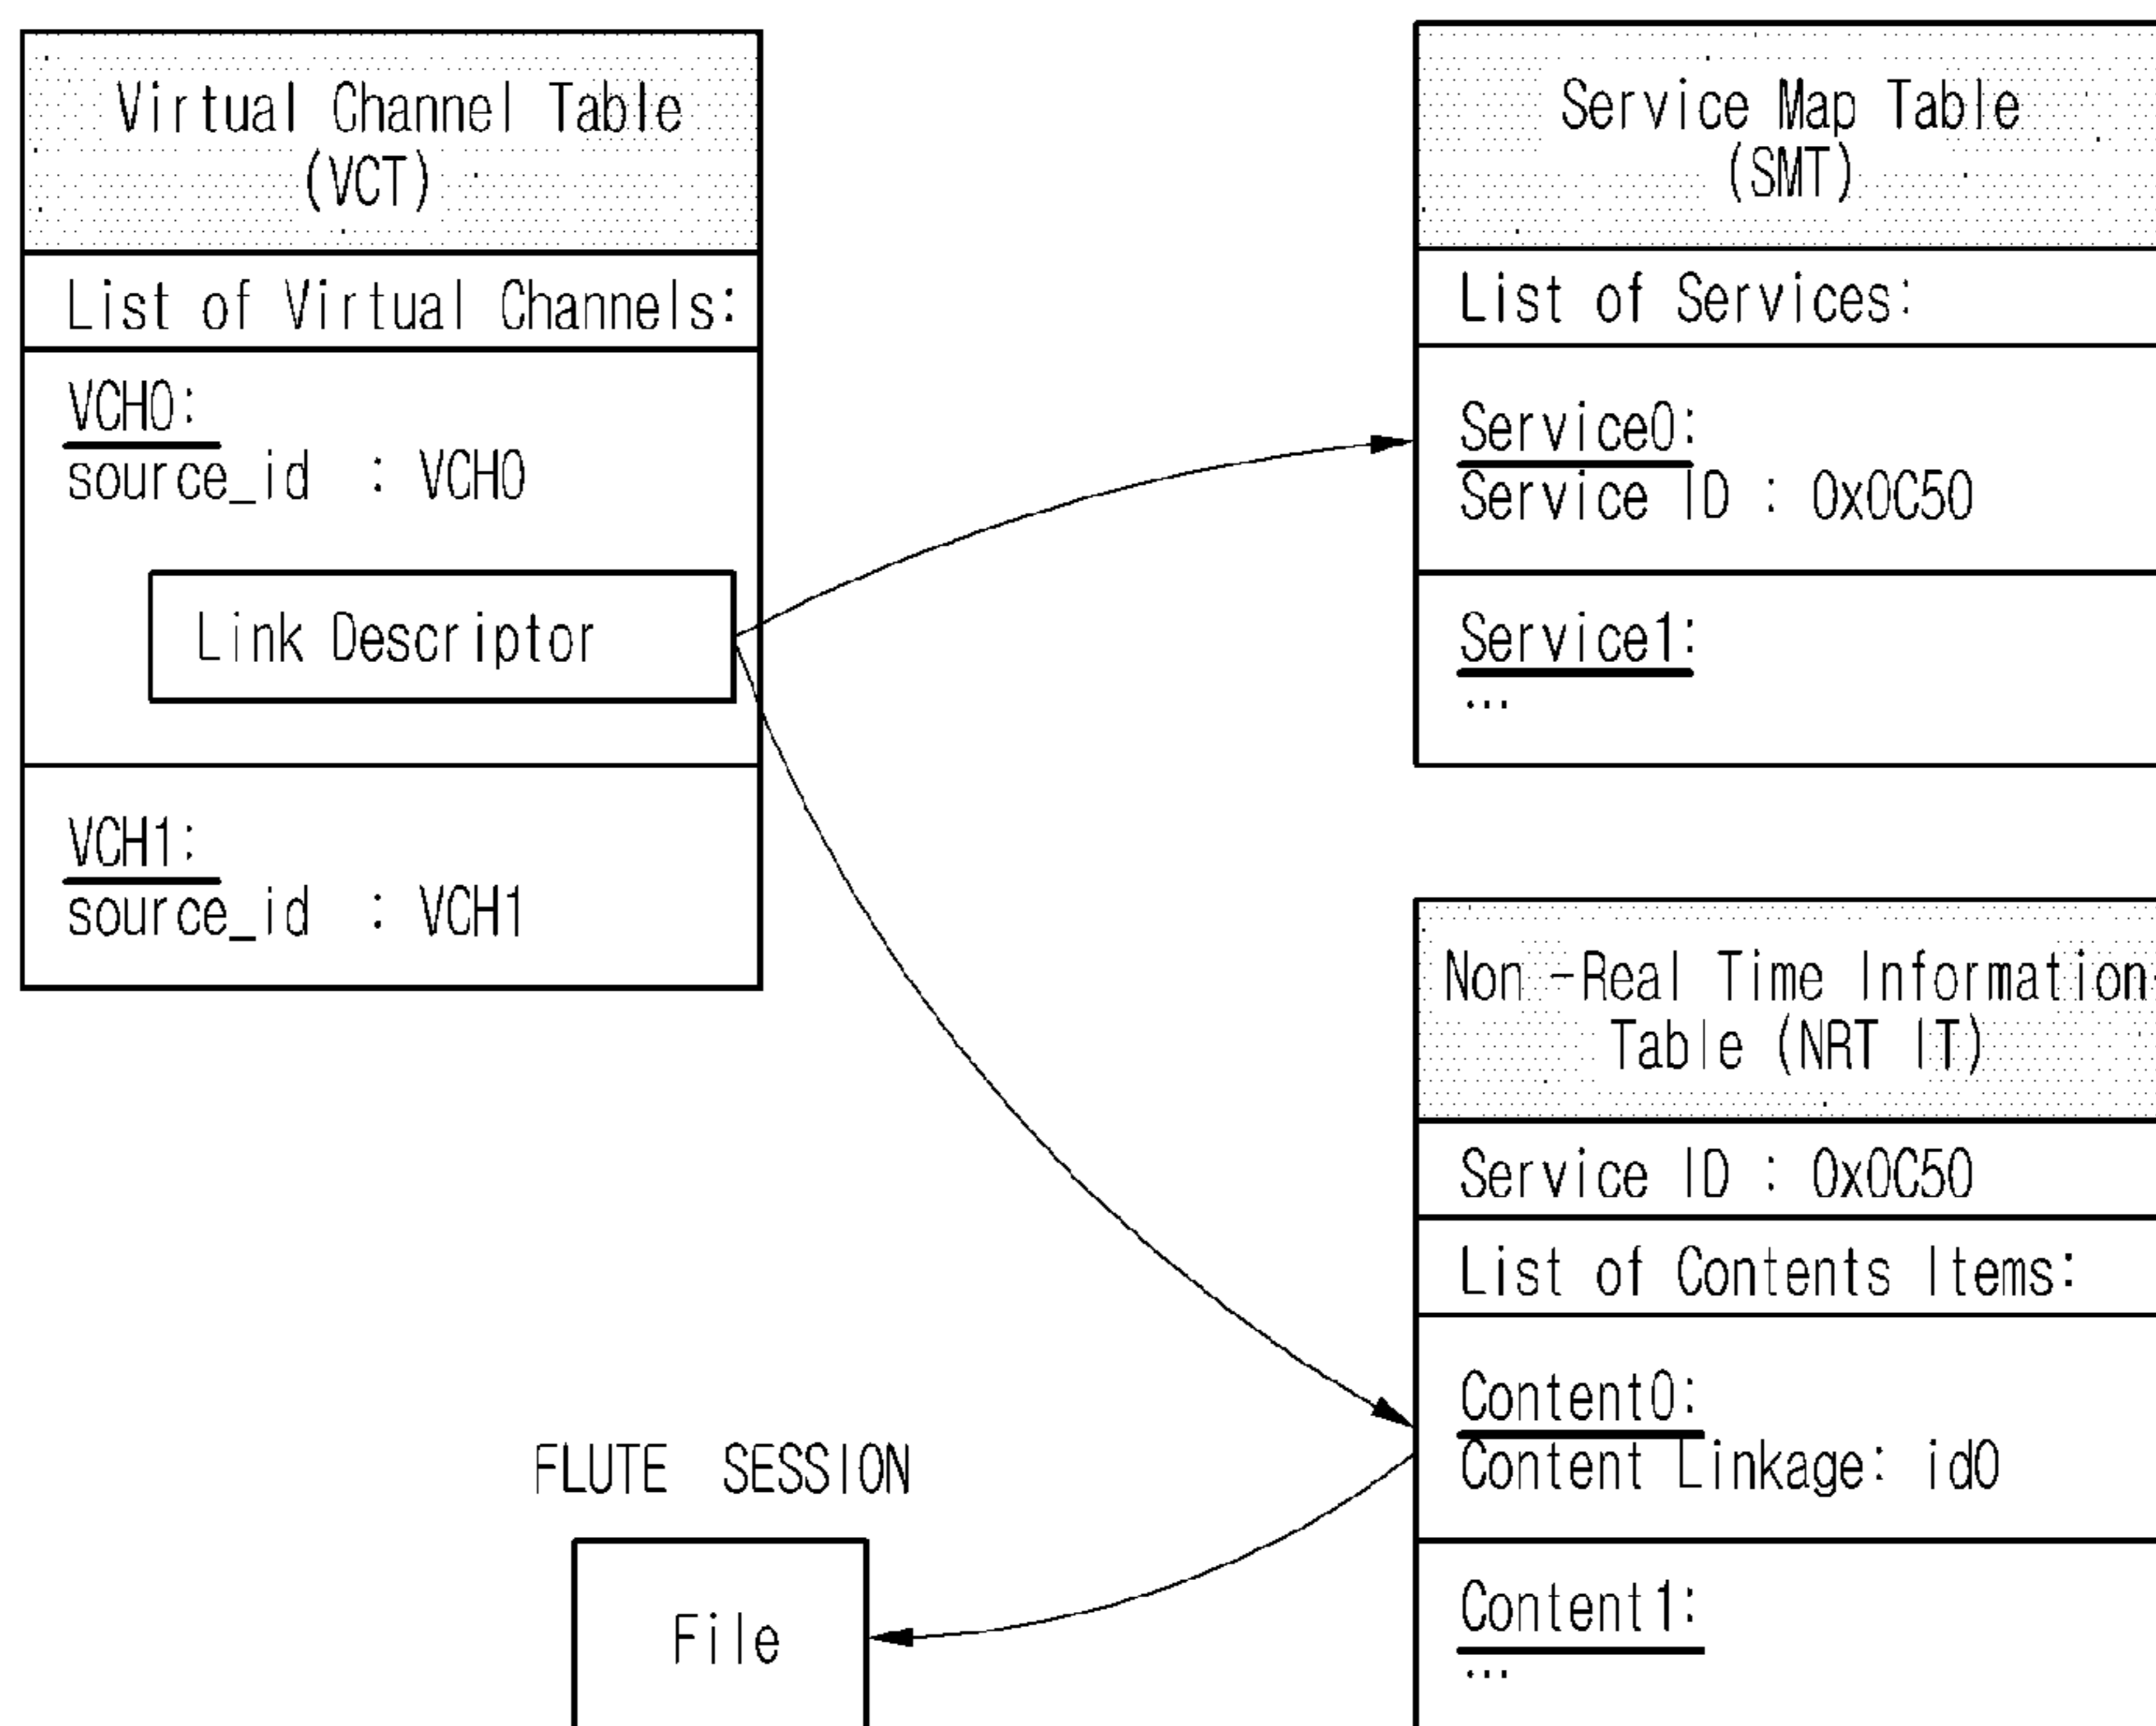 Virtual Channel Table
(VCT)
List of Virtual Channels:
VCH0:
source_id : VCH0
Link Descriptor
VCH1:
source_id : VCH1
Service Map Table
(SMT)
List of Services:
Service0:
Service ID : 0x0C50
Service1:
...
Non-Real Time Information
Table (NRT IT)
Service ID : 0x0C50
List of Contents Items:
Content0:
Content Linkage: id0
Content1:
...
FLUTE SESSION
File